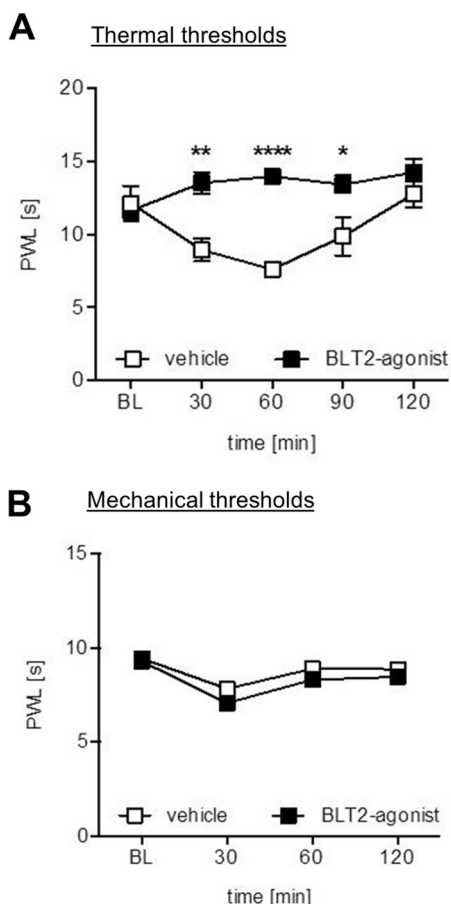 A
Thermal thresholds
20
15
10
5
0
PWL [s]
**
****
*
vehicle
BLT2-agonist
BL
30
60
90
120
time [min]
B
Mechanical thresholds
15
10
5
0
PWL [s]
vehicle
BLT2-agonist
BL
30
60
120
time [min]